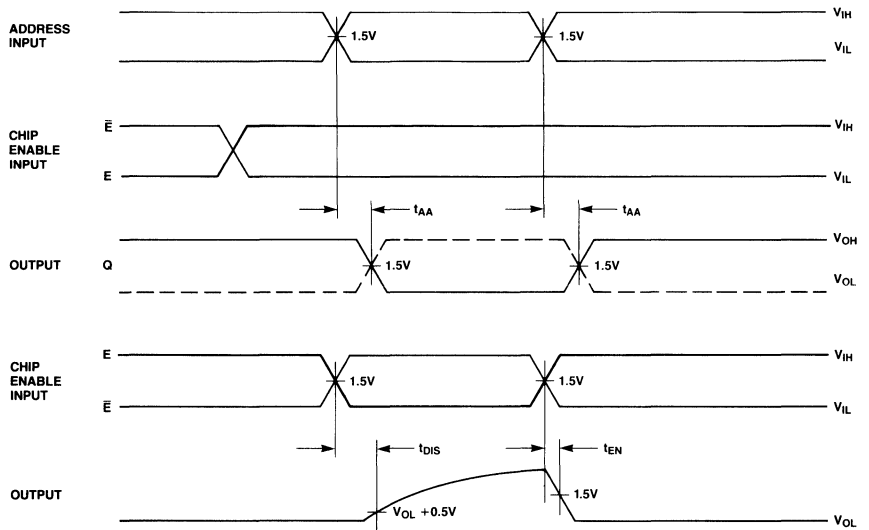 ADDRESS
INPUT
1.5V
1.5V
VIH
VIL
CHIP
ENABLE
INPUT
E̅
E
VIH
VIL
tAA
tAA
OUTPUT
Q
1.5V
1.5V
VOH
VOL
CHIP
ENABLE
INPUT
E
E̅
1.5V
1.5V
VIH
VIL
tDIS
tEN
OUTPUT
VOL +0.5V
1.5V
VOL